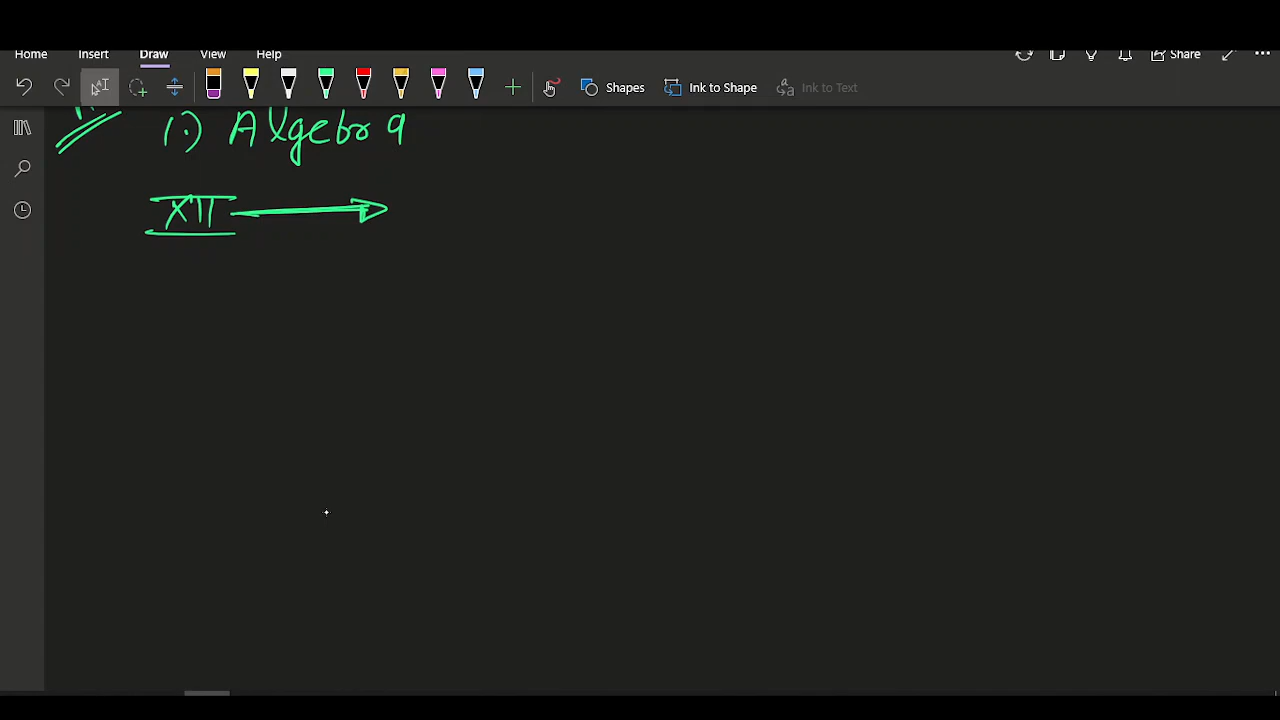 Home Insert Draw View Help Share
Shapes Ink to Shape Ink to Text
1.) Algebra
XII